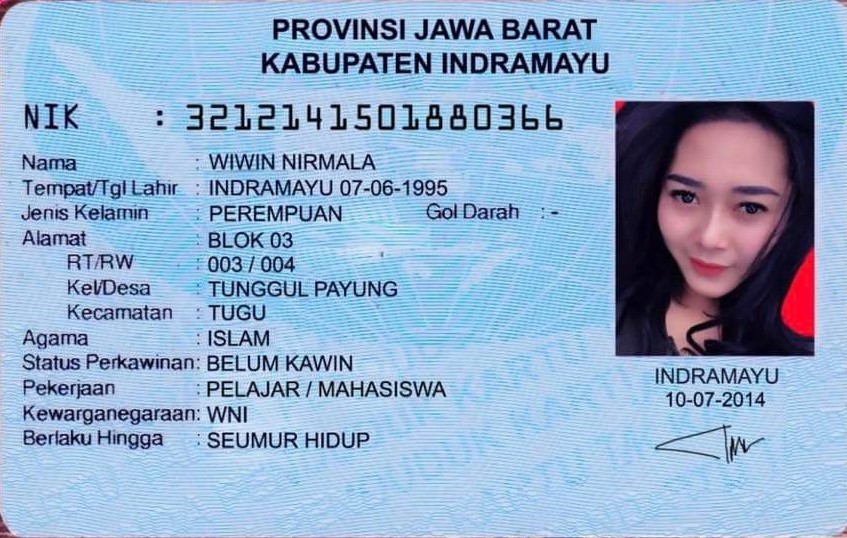 PROVINSI JAWA BARAT
KABUPATEN INDRAMAYU
NIK : 3212141501880366
Nama : WIWIN NIRMALA
Tempat/Tgl Lahir : INDRAMAYU 07-06-1995
Jenis Kelamin : PEREMPUAN Gol Darah : -
Alamat : BLOK 03
RT/RW : 003 / 004
Kel/Desa : TUNGGUL PAYUNG
Kecamatan : TUGU
Agama : ISLAM
Status Perkawinan: BELUM KAWIN
Pekerjaan : PELAJAR / MAHASISWA
Kewarganegaraan: WNI
Berlaku Hingga : SEUMUR HIDUP
INDRAMAYU
10-07-2014